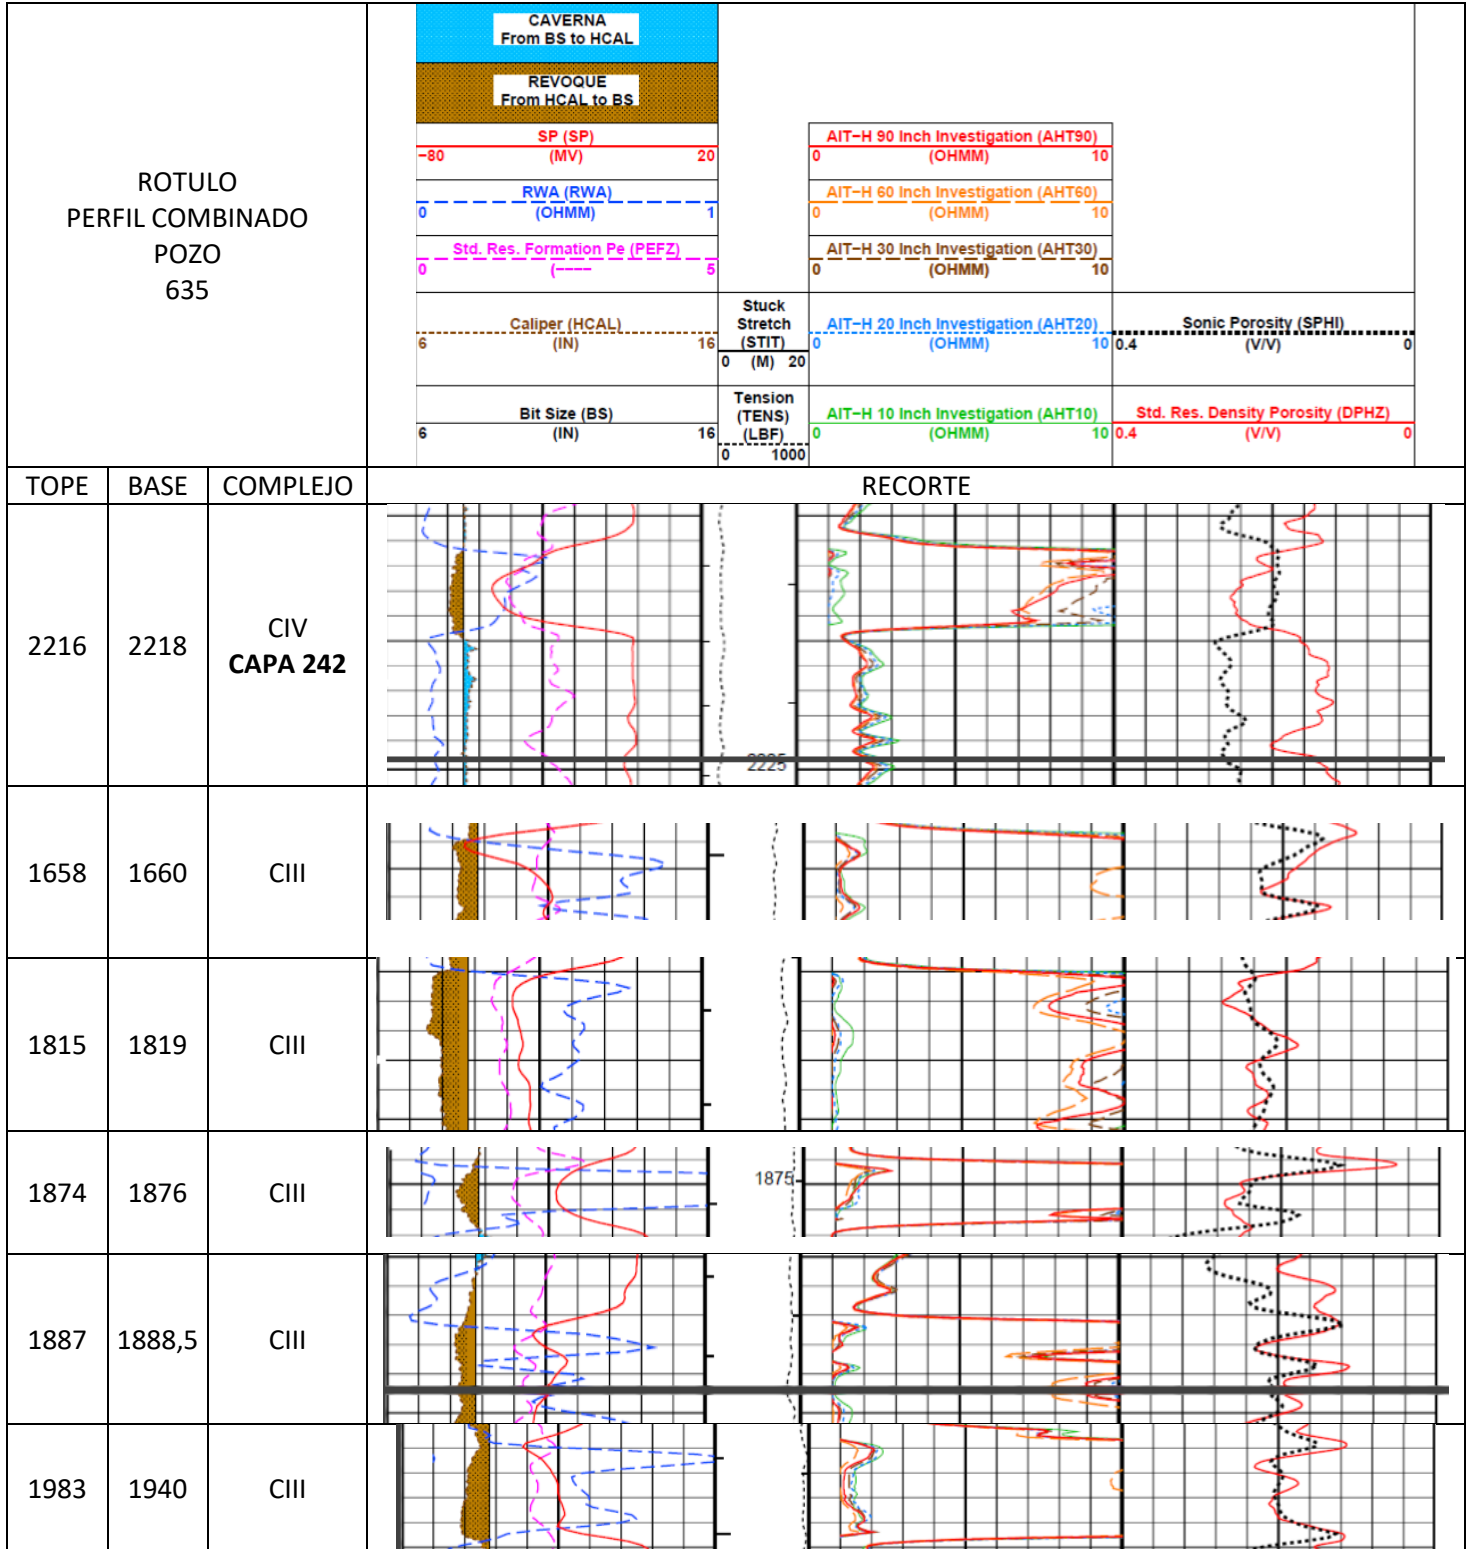 ROTULO
PERFIL COMBINADO
POZO
635
CAVERNA
From BS to HCAL
REVOQUE
From HCAL to BS
SP (SP)
-80 (MV) 20
RWA (RWA)
0 (OHMM) 1
Std. Res. Formation Pe (PEFZ)
0 (---- 5
Caliper (HCAL)
6 (IN) 16
Bit Size (BS)
6 (IN) 16
Stuck
Stretch
(STIT)
0 (M) 20
Tension
(TENS)
(LBF)
0 1000
AIT-H 90 Inch Investigation (AHT90)
0 (OHMM) 10
AIT-H 60 Inch Investigation (AHT60)
0 (OHMM) 10
AIT-H 30 Inch Investigation (AHT30)
0 (OHMM) 10
AIT-H 20 Inch Investigation (AHT20)
0 (OHMM) 10
AIT-H 10 Inch Investigation (AHT10)
0 (OHMM) 10
Sonic Porosity (SPHI)
0.4 (V/V) 0
Std. Res. Density Porosity (DPHZ)
0.4 (V/V) 0
TOPE BASE COMPLEJO RECORTE
2216 2218 CIV
CAPA 242
2225
1658 1660 CIII
1815 1819 CIII
1874 1876 CIII
1875
1887 1888,5 CIII
1983 1940 CIII